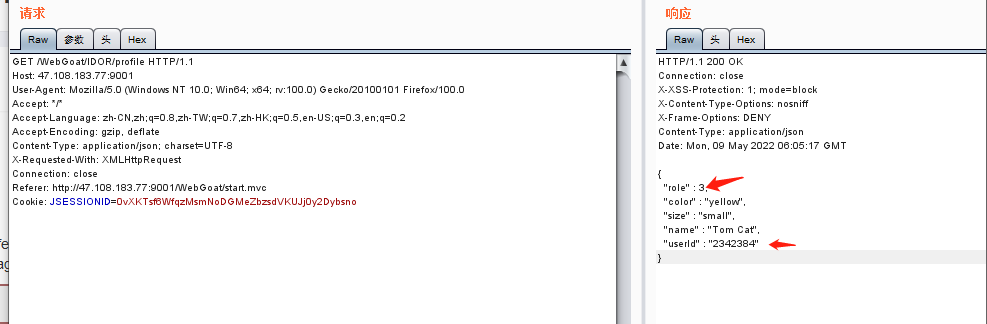 请求
Raw 参数 头 Hex
GET /WebGoat/IDOR/profile HTTP/1.1
Host: 47.108.183.77:9001
User-Agent: Mozilla/5.0 (Windows NT 10.0; Win64; x64; rv:100.0) Gecko/20100101 Firefox/100.0
Accept: */*
Accept-Language: zh-CN,zh;q=0.8,zh-TW;q=0.7,zh-HK;q=0.5,en-US;q=0.3,en;q=0.2
Accept-Encoding: gzip, deflate
Content-Type: application/json; charset=UTF-8
X-Requested-With: XMLHttpRequest
Connection: close
Referer: http://47.108.183.77:9001/WebGoat/start.mvc
Cookie: JSESSIONID=0vXKTsf6WfqzMsmNoDGMeZbzsdVKUJj0y2Dybsno
响应
Raw 头 Hex
HTTP/1.1 200 OK
Connection: close
X-XSS-Protection: 1; mode=block
X-Content-Type-Options: nosniff
X-Frame-Options: DENY
Content-Type: application/json
Date: Mon, 09 May 2022 06:05:17 GMT
{
"role" : 3,
"color" : "yellow",
"size" : "small",
"name" : "Tom Cat",
"userId" : "2342384"
}